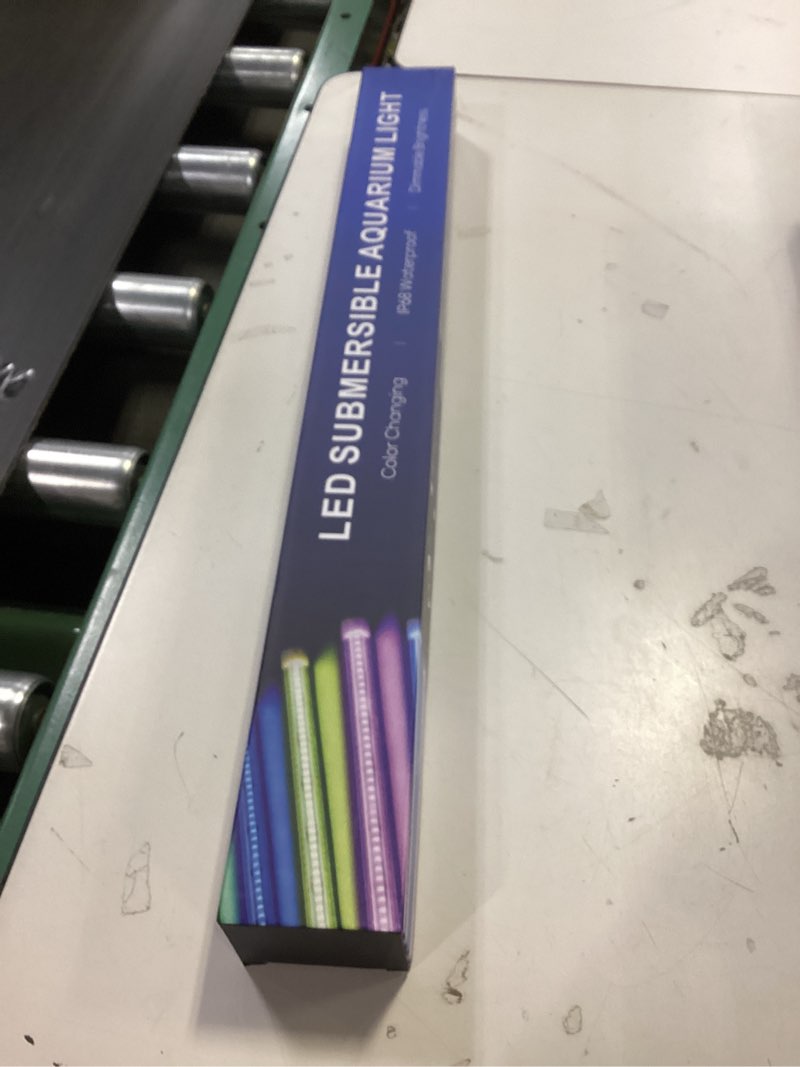 LED SUBMERSIBLE AQUARIUM LIGHT
Color Changing | IP68 Waterproof | Dimmable Brightness